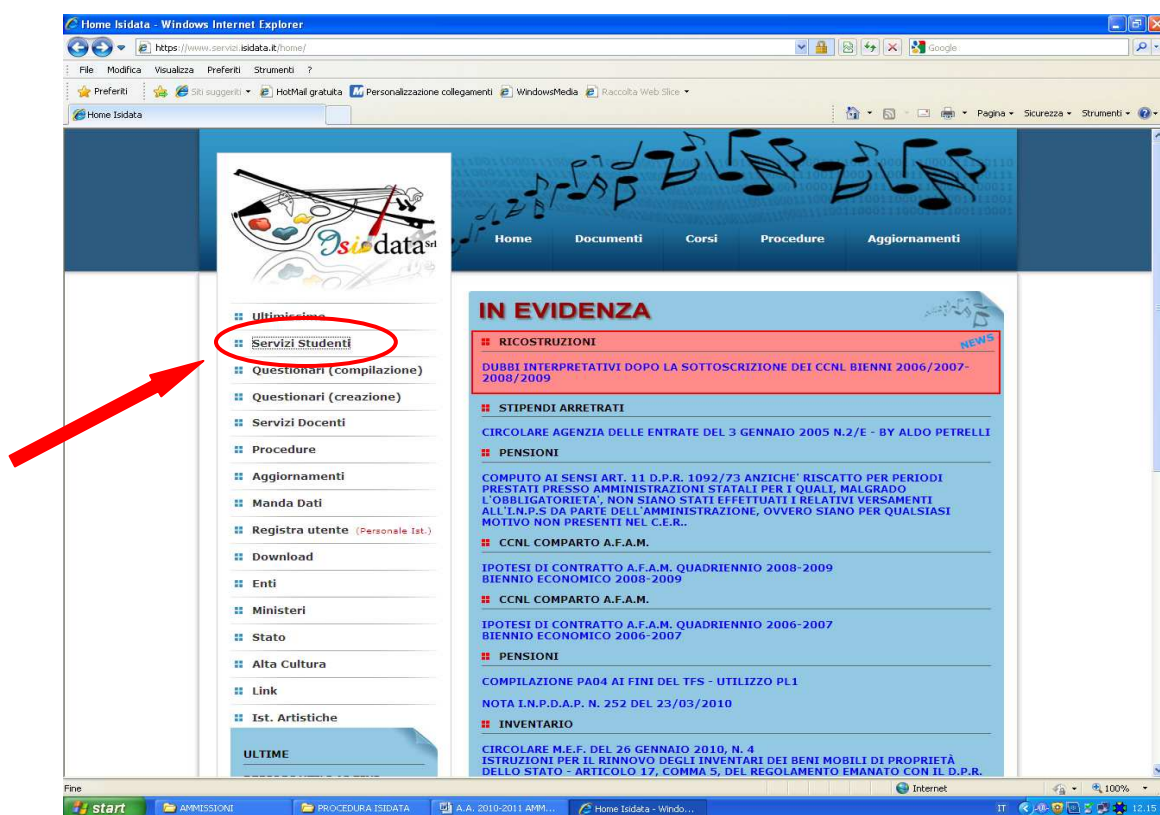 Home Isidata - Windows Internet Explorer
https://www.servizi.isidata.it/home/
Google
File Modifica Visualizza Preferiti Strumenti ?
Preferiti Siti suggeriti HotMail gratuita Personalizzazione collegamenti WindowsMedia Raccolta Web Slice
Home Isidata
Pagina Sicurezza Strumenti
Isidata Srl
Home Documenti Corsi Procedure Aggiornamenti
Ultimissime
Servizi Studenti
Questionari (compilazione)
Questionari (creazione)
Servizi Docenti
Procedure
Aggiornamenti
Manda Dati
Registra utente (Personale Ist.)
Download
Enti
Ministeri
Stato
Alta Cultura
Link
Ist. Artistiche
ULTIME
IN EVIDENZA
RICOSTRUZIONI
NEWS
DUBBI INTERPRETATIVI DOPO LA SOTTOSCRIZIONE DEI CCNL BIENNI 2006/2007-
2008/2009
STIPENDI ARRETRATI
CIRCOLARE AGENZIA DELLE ENTRATE DEL 3 GENNAIO 2005 N.2/E - BY ALDO PETRELLI
PENSIONI
COMPUTO AI SENSI ART. 11 D.P.R. 1092/73 ANZICHE' RISCATTO PER PERIODI
PRESTATI PRESSO AMMINISTRAZIONI STATALI PER I QUALI, MALGRADO
L'OBBLIGATORIETA', NON SIANO STATI EFFETTUATI I RELATIVI VERSAMENTI
ALL'I.N.P.S DA PARTE DELL'AMMINISTRAZIONE, OVVERO SIANO PER QUALSIASI
MOTIVO NON PRESENTI NEL C.E.R..
CCNL COMPARTO A.F.A.M.
IPOTESI DI CONTRATTO A.F.A.M. QUADRIENNIO 2008-2009
BIENNIO ECONOMICO 2008-2009
CCNL COMPARTO A.F.A.M.
IPOTESI DI CONTRATTO A.F.A.M. QUADRIENNIO 2006-2007
BIENNIO ECONOMICO 2006-2007
PENSIONI
COMPILAZIONE PA04 AI FINI DEL TFS - UTILIZZO PL1
NOTA I.N.P.D.A.P. N. 252 DEL 23/03/2010
INVENTARIO
CIRCOLARE M.E.F. DEL 26 GENNAIO 2010, N. 4
ISTRUZIONI PER IL RINNOVO DEGLI INVENTARI DEI BENI MOBILI DI PROPRIETÀ
DELLO STATO - ARTICOLO 17, COMMA 5, DEL REGOLAMENTO EMANATO CON IL D.P.R.
Fine
Internet
100%
start
AMMISSIONI
PROCEDURA ISIDATA
A.A. 2010-2011 AMM...
Home Isidata - Windo...
IT
12.15